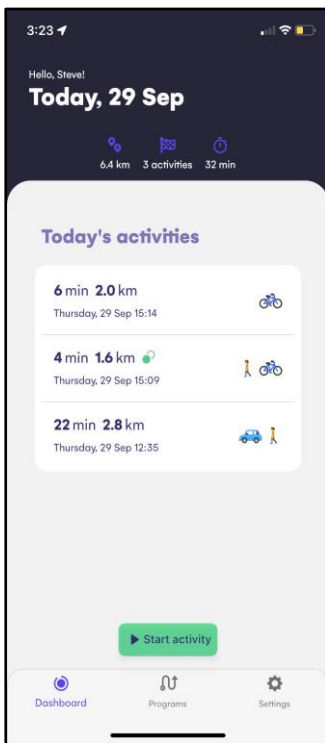 3:23
Hello, Steve!
Today, 29 Sep
6.4 km 3 activities 32 min
Today's activities
6 min 2.0 km
Thursday, 29 Sep 15:14
4 min 1.6 km
Thursday, 29 Sep 15:09
22 min 2.8 km
Thursday, 29 Sep 12:35
Start activity
Dashboard Programs Settings